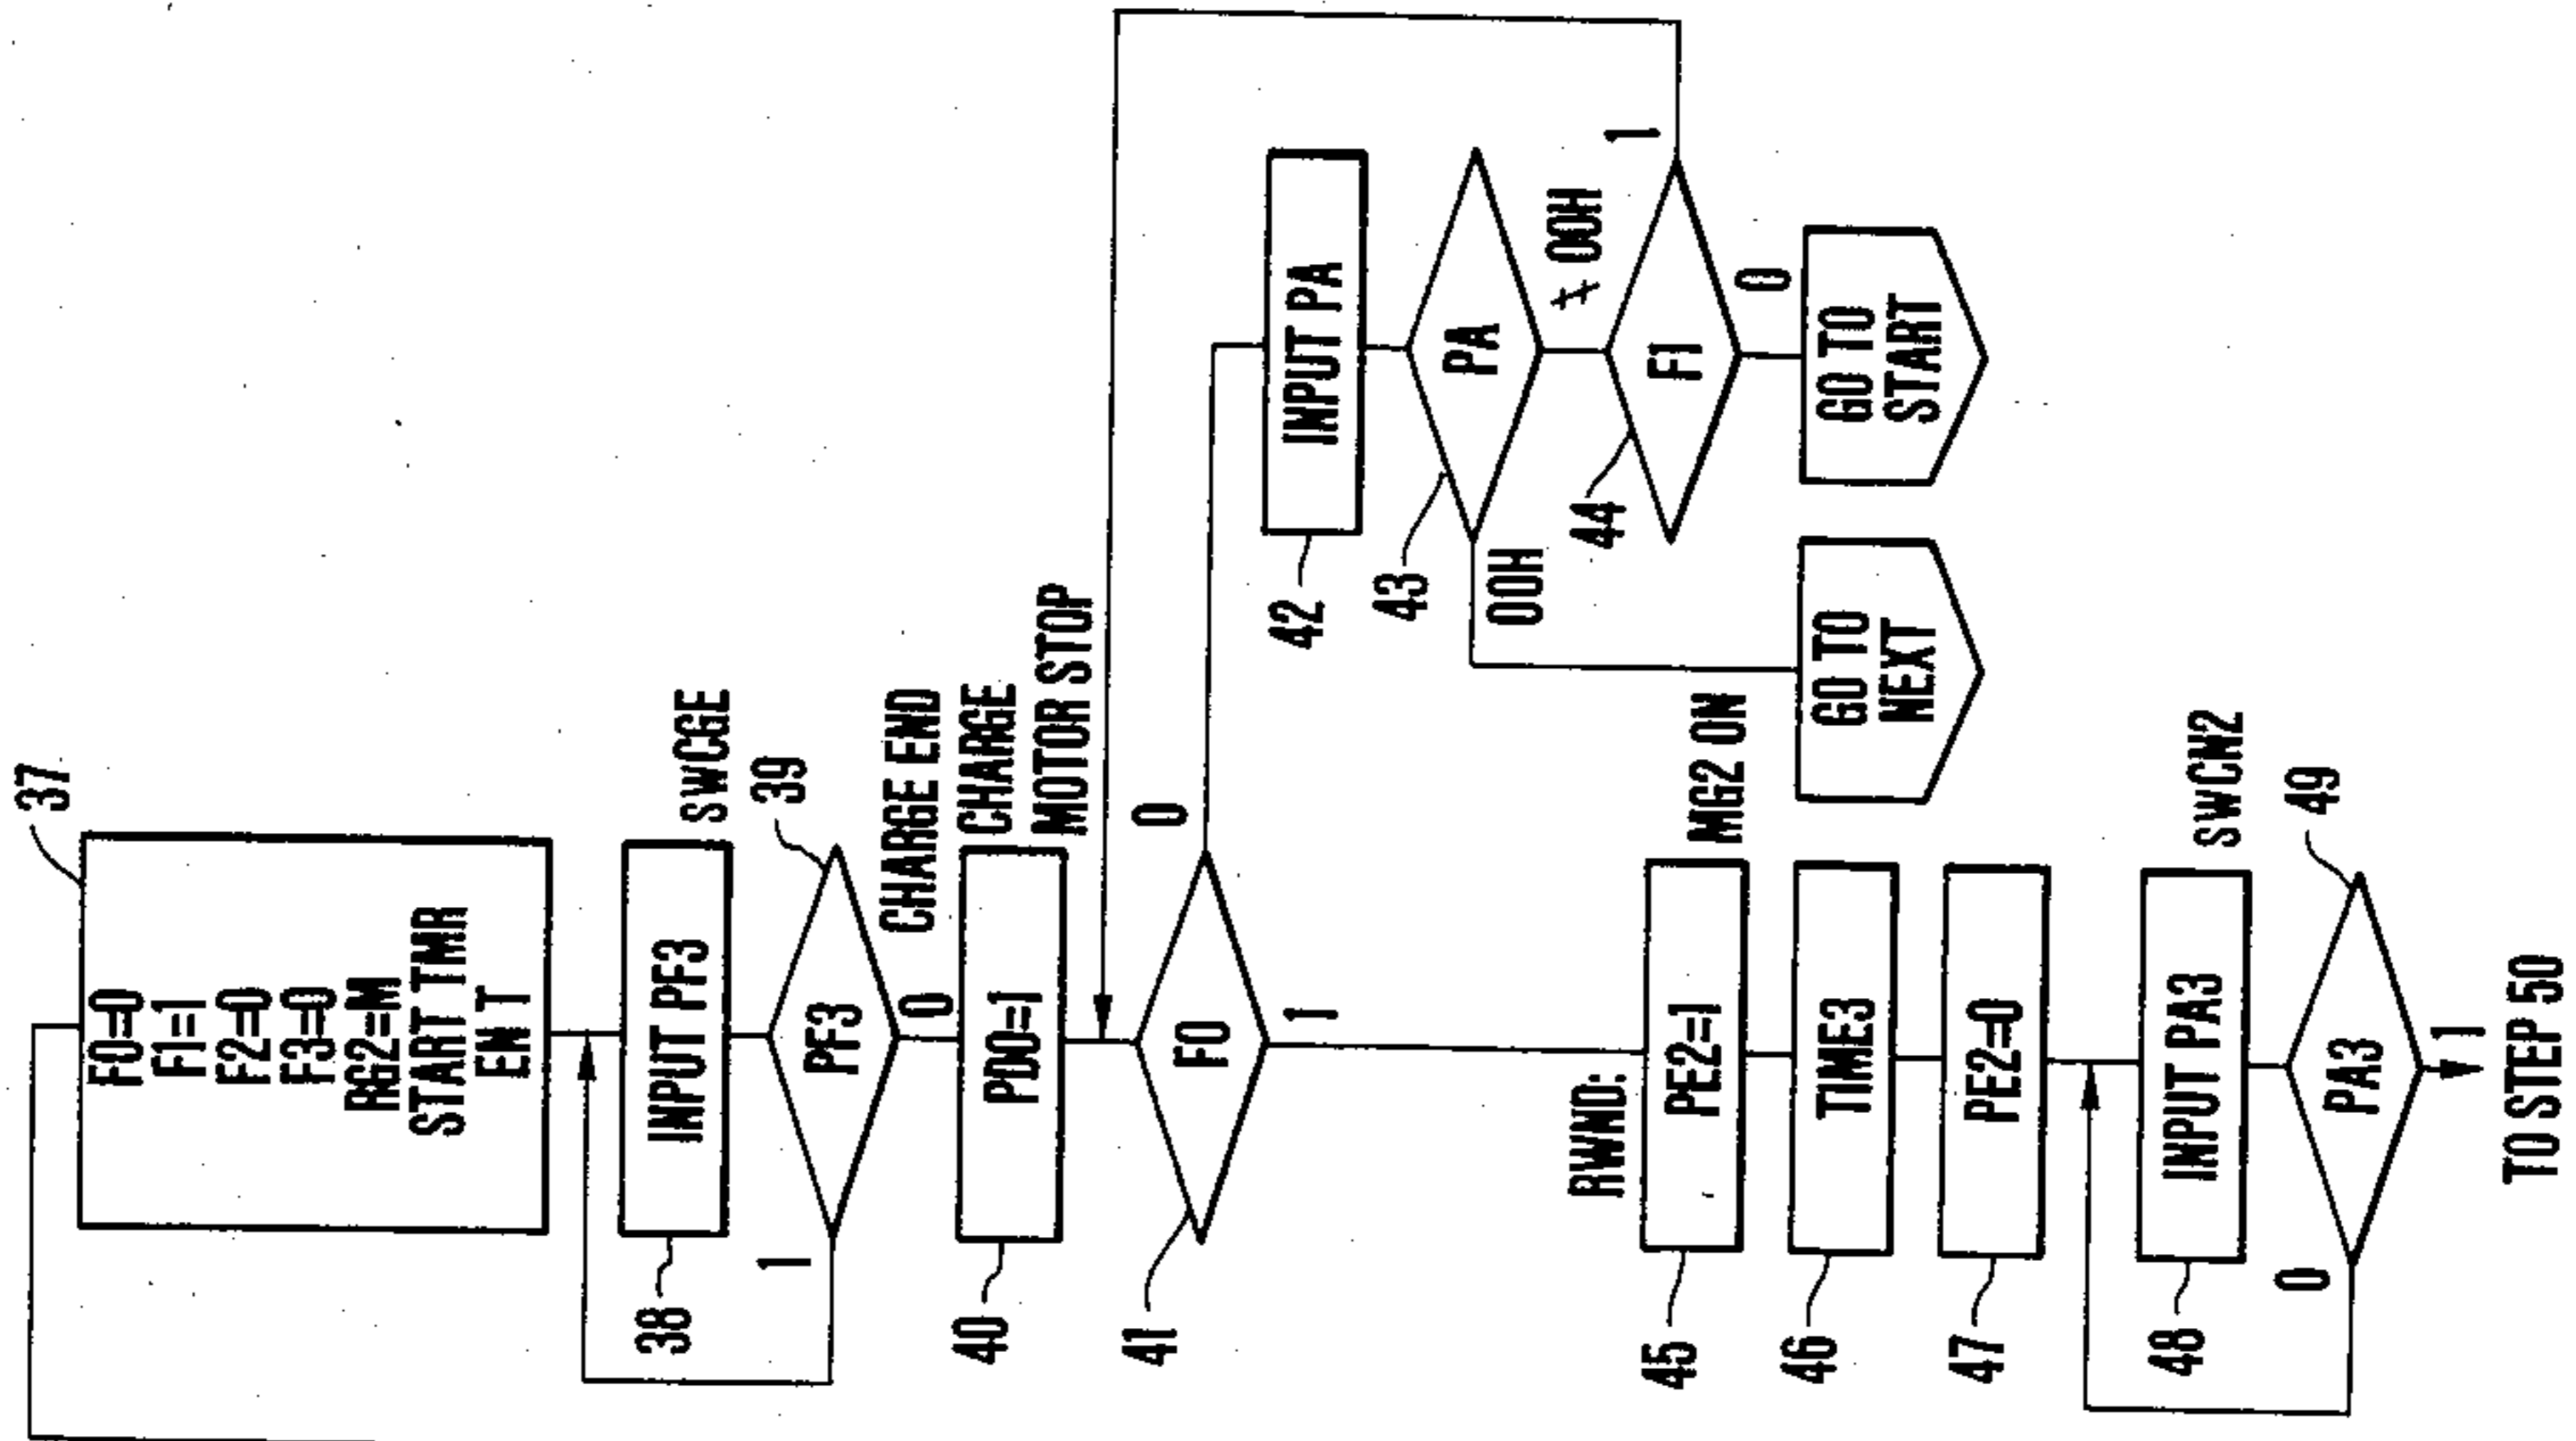 37
F0=0
F1=1
F2=0
F3=0
RG2=M
START TMR
EN T
38
INPUT PF3
SWCGE
39
PF3
1
0
CHARGE END
40
PD0=1
CHARGE
MOTOR STOP
41
F0
0
1
42
INPUT PA
43
PA
00H
≠ 00H
44
F1
1
0
GO TO
NEXT
GO TO
START
RWND:
45
PE2=1
MG2 ON
46
TIME3
47
PE2=0
48
INPUT PA3
SWCN2
49
PA3
0
1
TO STEP 50